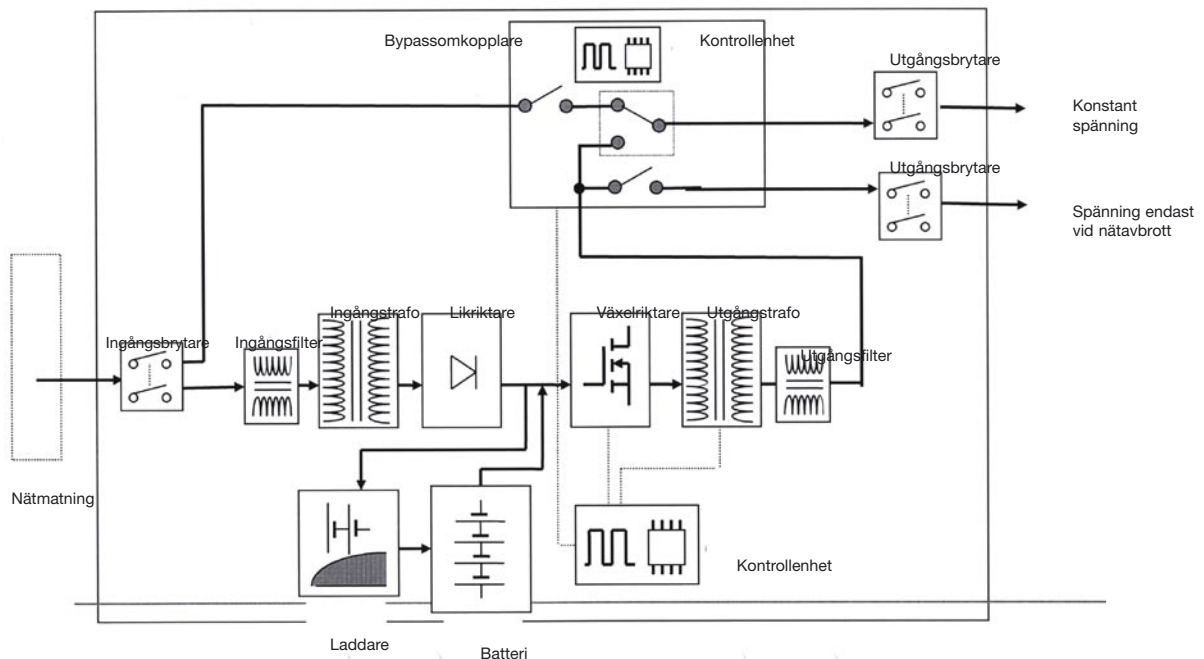 Bypassomkopplare
Kontrollenhet
Utgångsbrytare
Konstant
spänning
Utgångsbrytare
Spänning endast
vid nätavbrott
Ingångstrafo
Likriktare
Växelriktare
Utgångstrafo
Ingångsbrytare
Ingångsfilter
Utgångsfilter
Nätmatning
Kontrollenhet
Laddare
Batteri